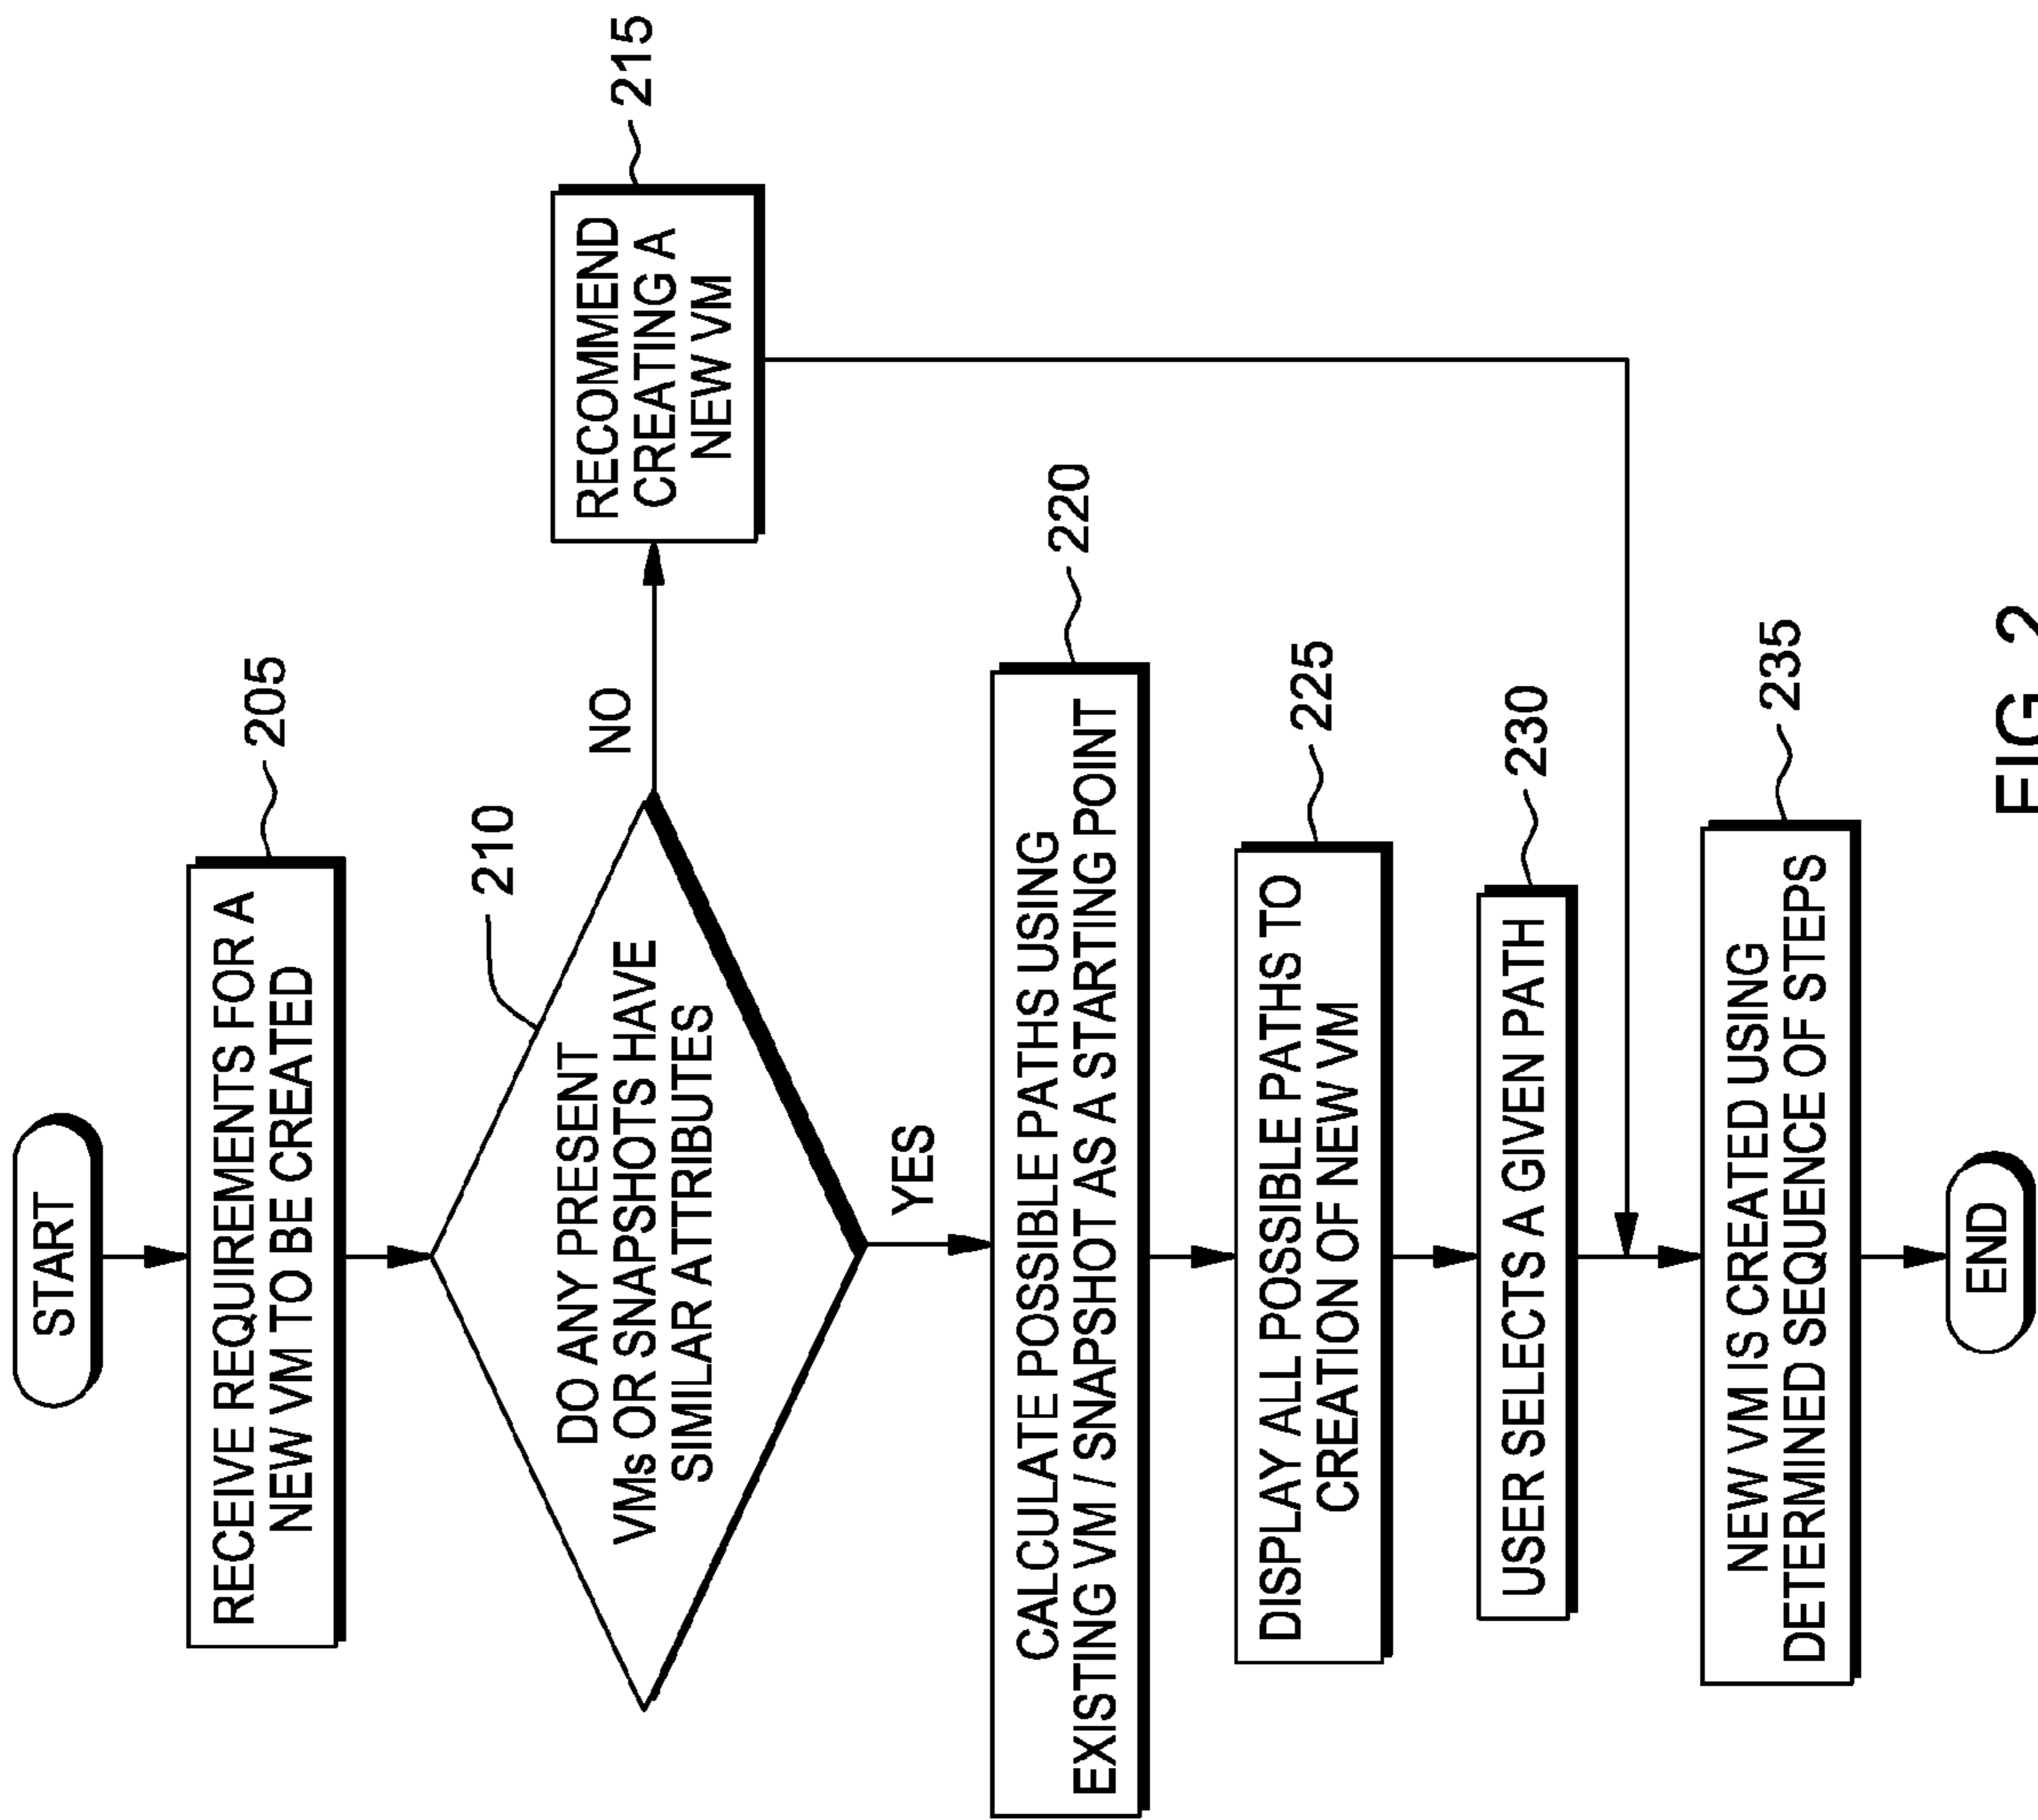 START
RECEIVE REQUIREMENTS FOR A
NEW VM TO BE CREATED
205
DO ANY PRESENT
VMs OR SNAPSHOTS HAVE
SIMILAR ATTRIBUTES
210
NO
RECOMMEND
CREATING A
NEW VM
215
YES
CALCULATE POSSIBLE PATHS USING
EXISTING VM / SNAPSHOT AS A STARTING POINT
220
DISPLAY ALL POSSIBLE PATHS TO
CREATION OF NEW VM
225
USER SELECTS A GIVEN PATH
230
NEW VM IS CREATED USING
DETERMINED SEQUENCE OF STEPS
235
END
FIG. 2